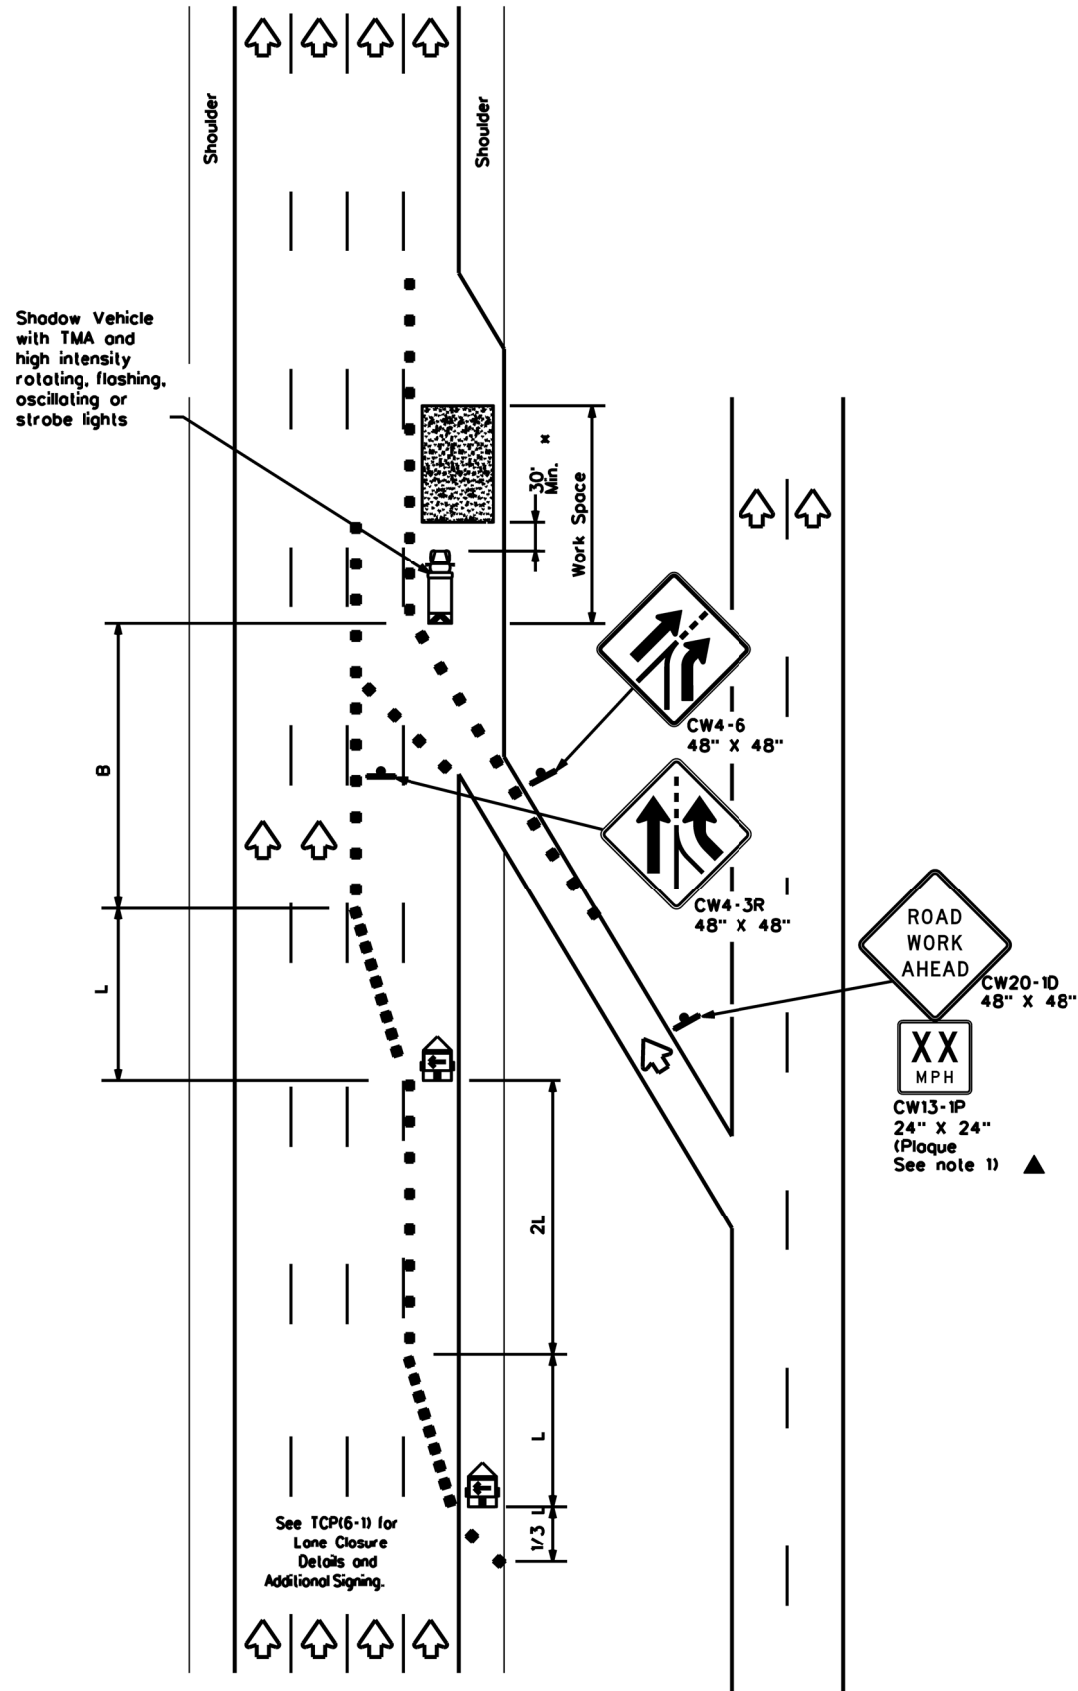 Shoulder
Shoulder
Shadow Vehicle
with TMA and
high intensity
rotating, flashing,
oscillating or
strobe lights
30'
Min.
x
Work Space
CW4-6
48" X 48"
B
CW4-3R
48" X 48"
L
ROAD
WORK
AHEAD
CW20-1D
48" X 48"
XX
MPH
CW13-1P
24" X 24"
(Plaque
See note 1)
2L
L
1/3 L
See TCP(6-1) for
Lane Closure
Details and
Additional Signing.